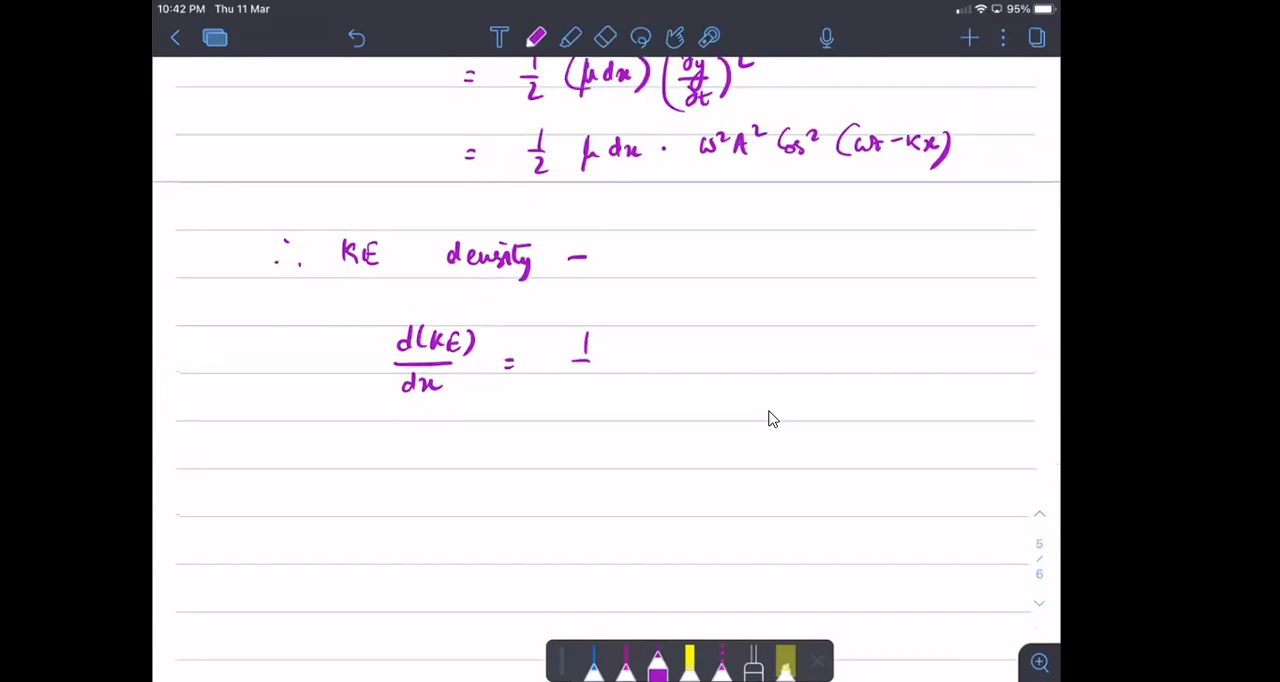 10:42 PM Thu 11 Mar 95%
T
= 1/2 (μdx) (∂y/∂t)²
= 1/2 μ dx · ω²A² Cos² (ωt-kx)
∴ KE density -
d(KE)/dx = 1
5
/
6